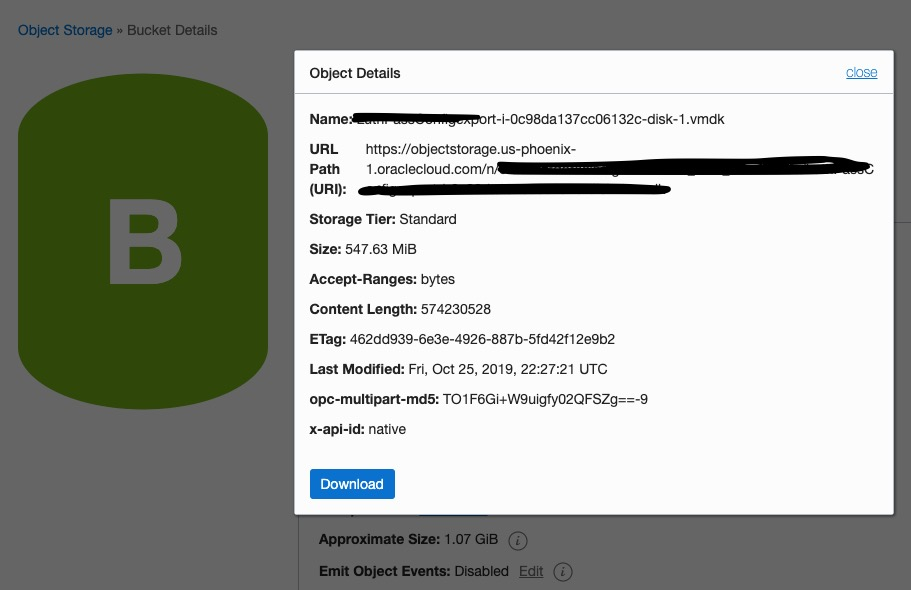 Object Storage » Bucket Details
B
Object Details
close
Name: port-i-0c98da137cc06132c-disk-1.vmdk
URL https://objectstorage.us-phoenix-
Path 1.oraclecloud.com/n/
(URI):
Storage Tier: Standard
Size: 547.63 MiB
Accept-Ranges: bytes
Content Length: 574230528
ETag: 462dd939-6e3e-4926-887b-5fd42f12e9b2
Last Modified: Fri, Oct 25, 2019, 22:27:21 UTC
opc-multipart-md5: TO1F6Gi+W9uigfy02QFSZg==-9
x-api-id: native
Download
Approximate Size: 1.07 GiB
Emit Object Events: Disabled Edit